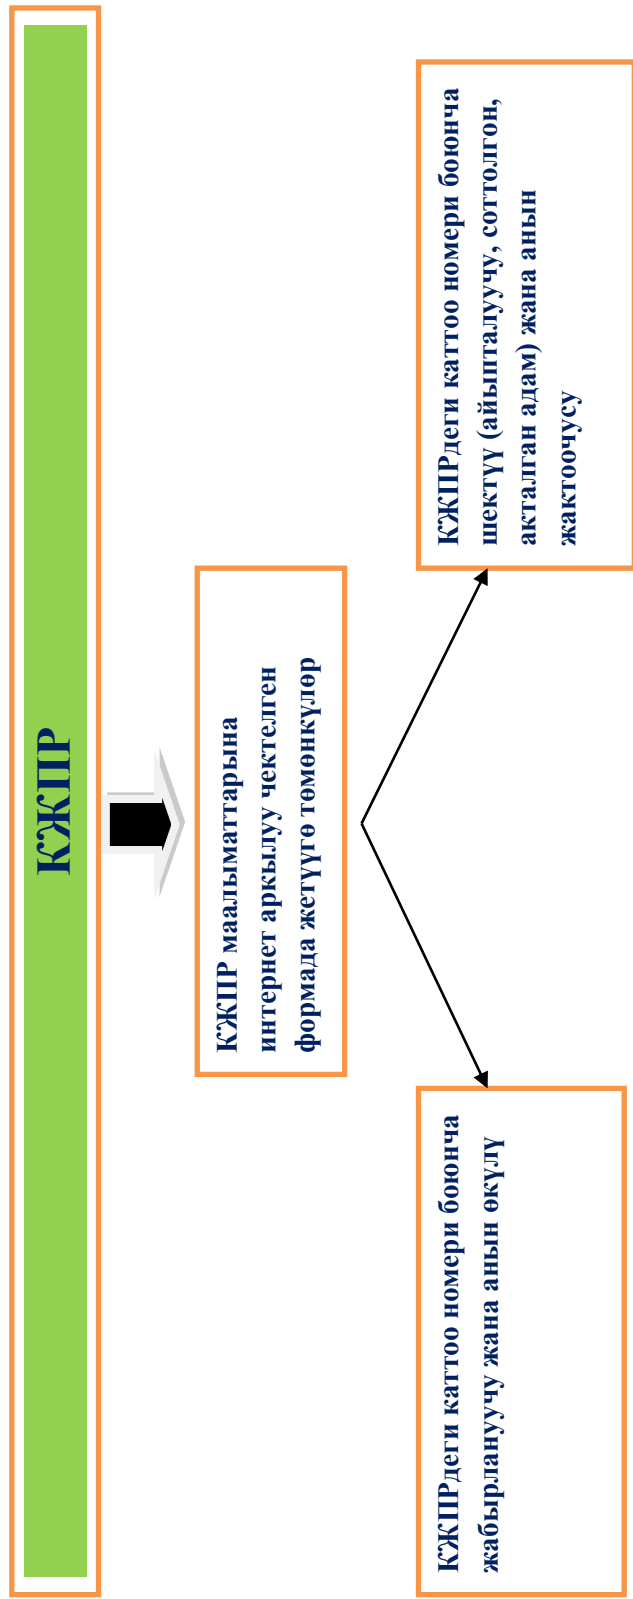 КЖПР
КЖПР маалыматтарына
интернет аркылуу чектелген
формада жетүүгө төмөнкүлөр
КЖПРдеги каттоо номери боюнча
жабырлануучу жана анын өкүлү
КЖПРдеги каттоо номери боюнча
шектүү (айыпталуучу, соттолгон,
акталган адам) жана анын
жактоочусу